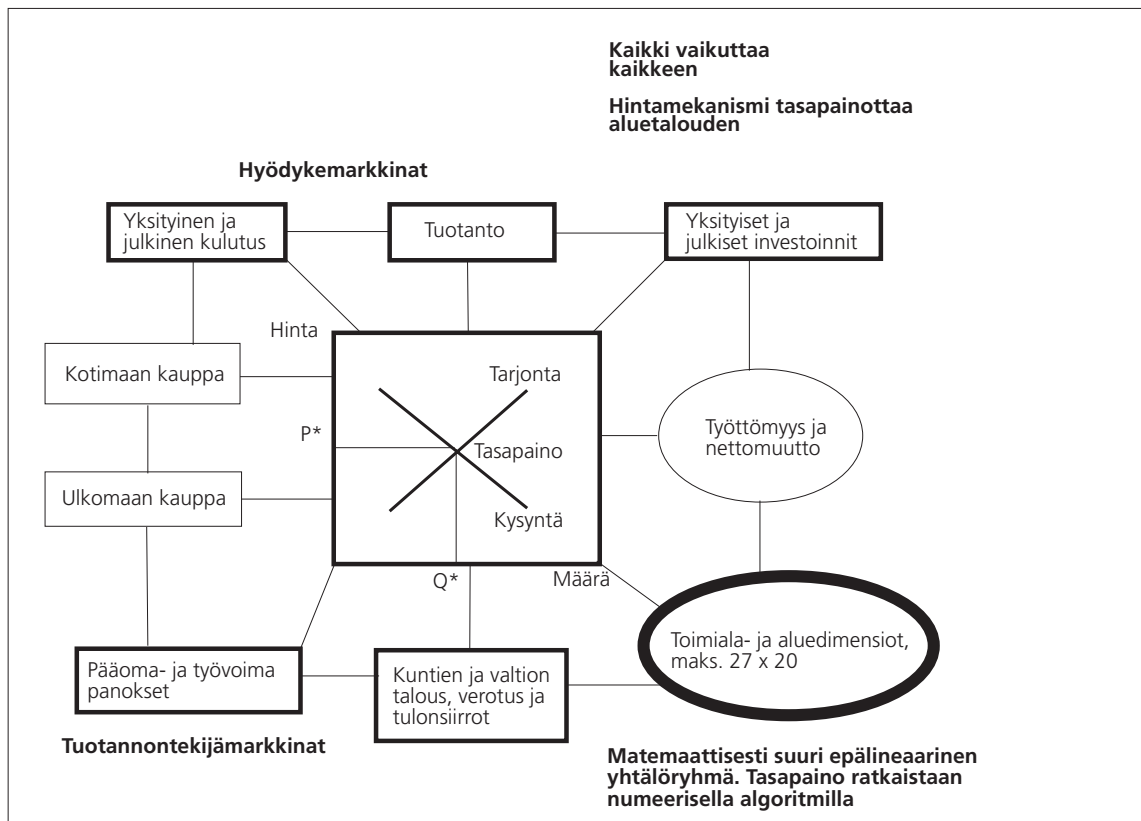 Kaikki vaikuttaa
kaikkeen
Hintamekanismi tasapainottaa
aluetalouden
Hyödykemarkkinat
Yksityinen ja
julkinen kulutus
Tuotanto
Yksityiset ja
julkiset investoinnit
Hinta
Kotimaan kauppa
Tarjonta
P*
Tasapaino
Työttömyys ja
nettomuutto
Ulkomaan kauppa
Kysyntä
Q*
Määrä
Pääoma- ja työvoima
panokset
Kuntien ja valtion
talous, verotus ja
tulonsiirrot
Toimiala- ja aluedimensiot,
maks. 27 x 20
Tuotannontekijämarkkinat
Matemaattisesti suuri epälineaarinen
yhtälöryhmä. Tasapaino ratkaistaan
numeerisella algoritmilla